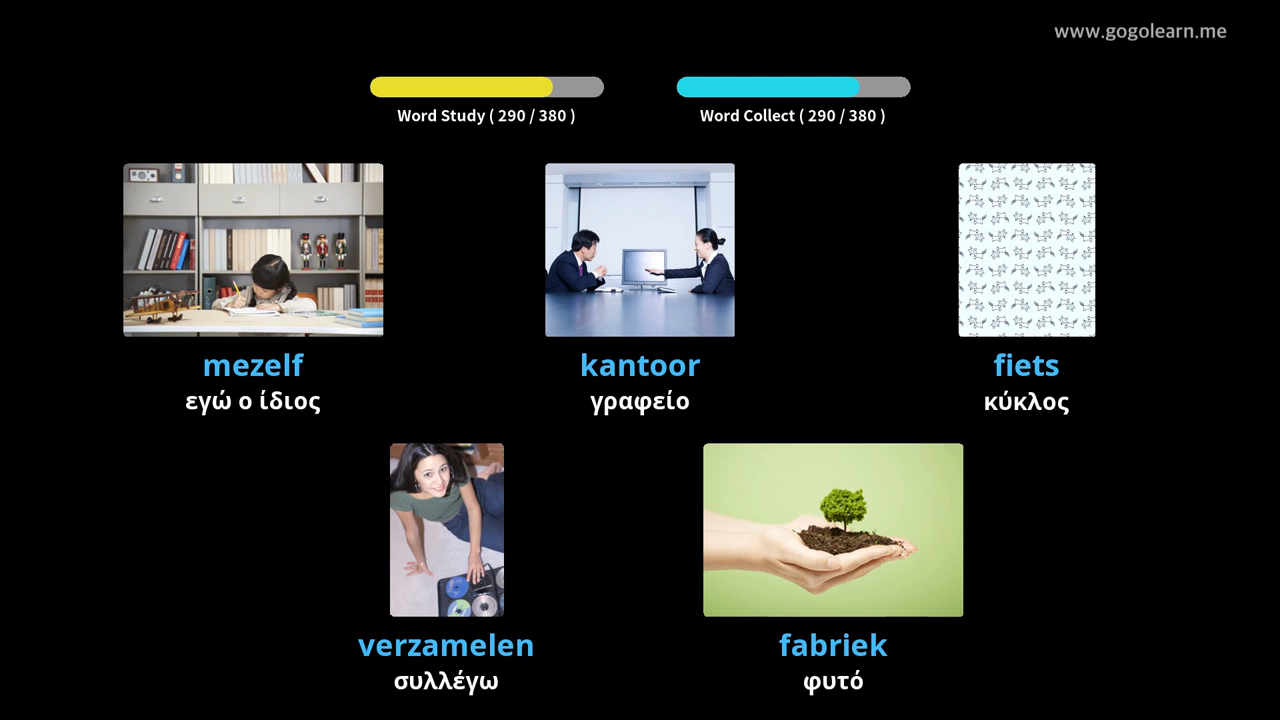 www.gogolearn.me
Word Study ( 290 / 380 )
Word Collect ( 290 / 380 )
mezelf
εγώ ο ίδιος
kantoor
γραφείο
fiets
κύκλος
verzamelen
συλλέγω
fabriek
φυτό